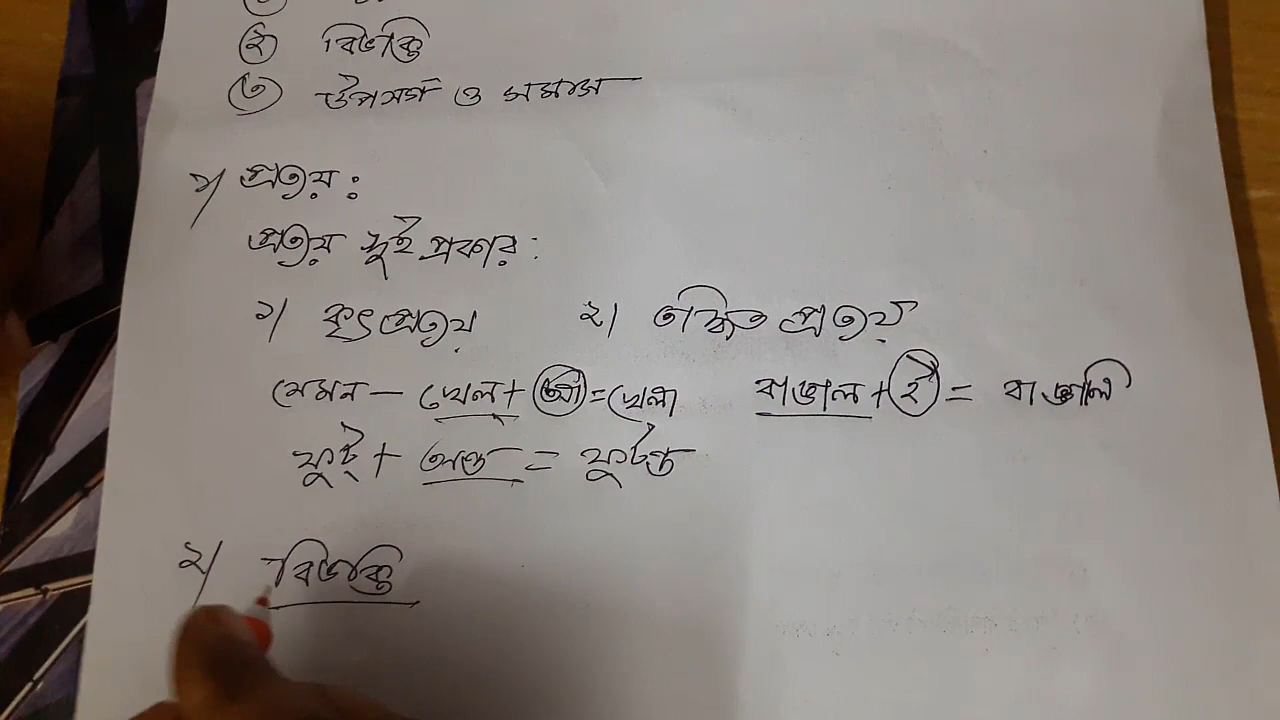 ২ বিভক্তি
৩ উপসর্গ ও সমাস
১/ প্রত্যয় :
প্রত্যয় দুই প্রকার :
১/ কৃৎপ্রত্যয় ২/ তদ্ধিত প্রত্যয়
যেমন – খেল্ + আ = খেলা বাঙাল + ই = বাঙালি
ফুট্ + অন্ত = ফুটন্ত
২/ বিভক্তি